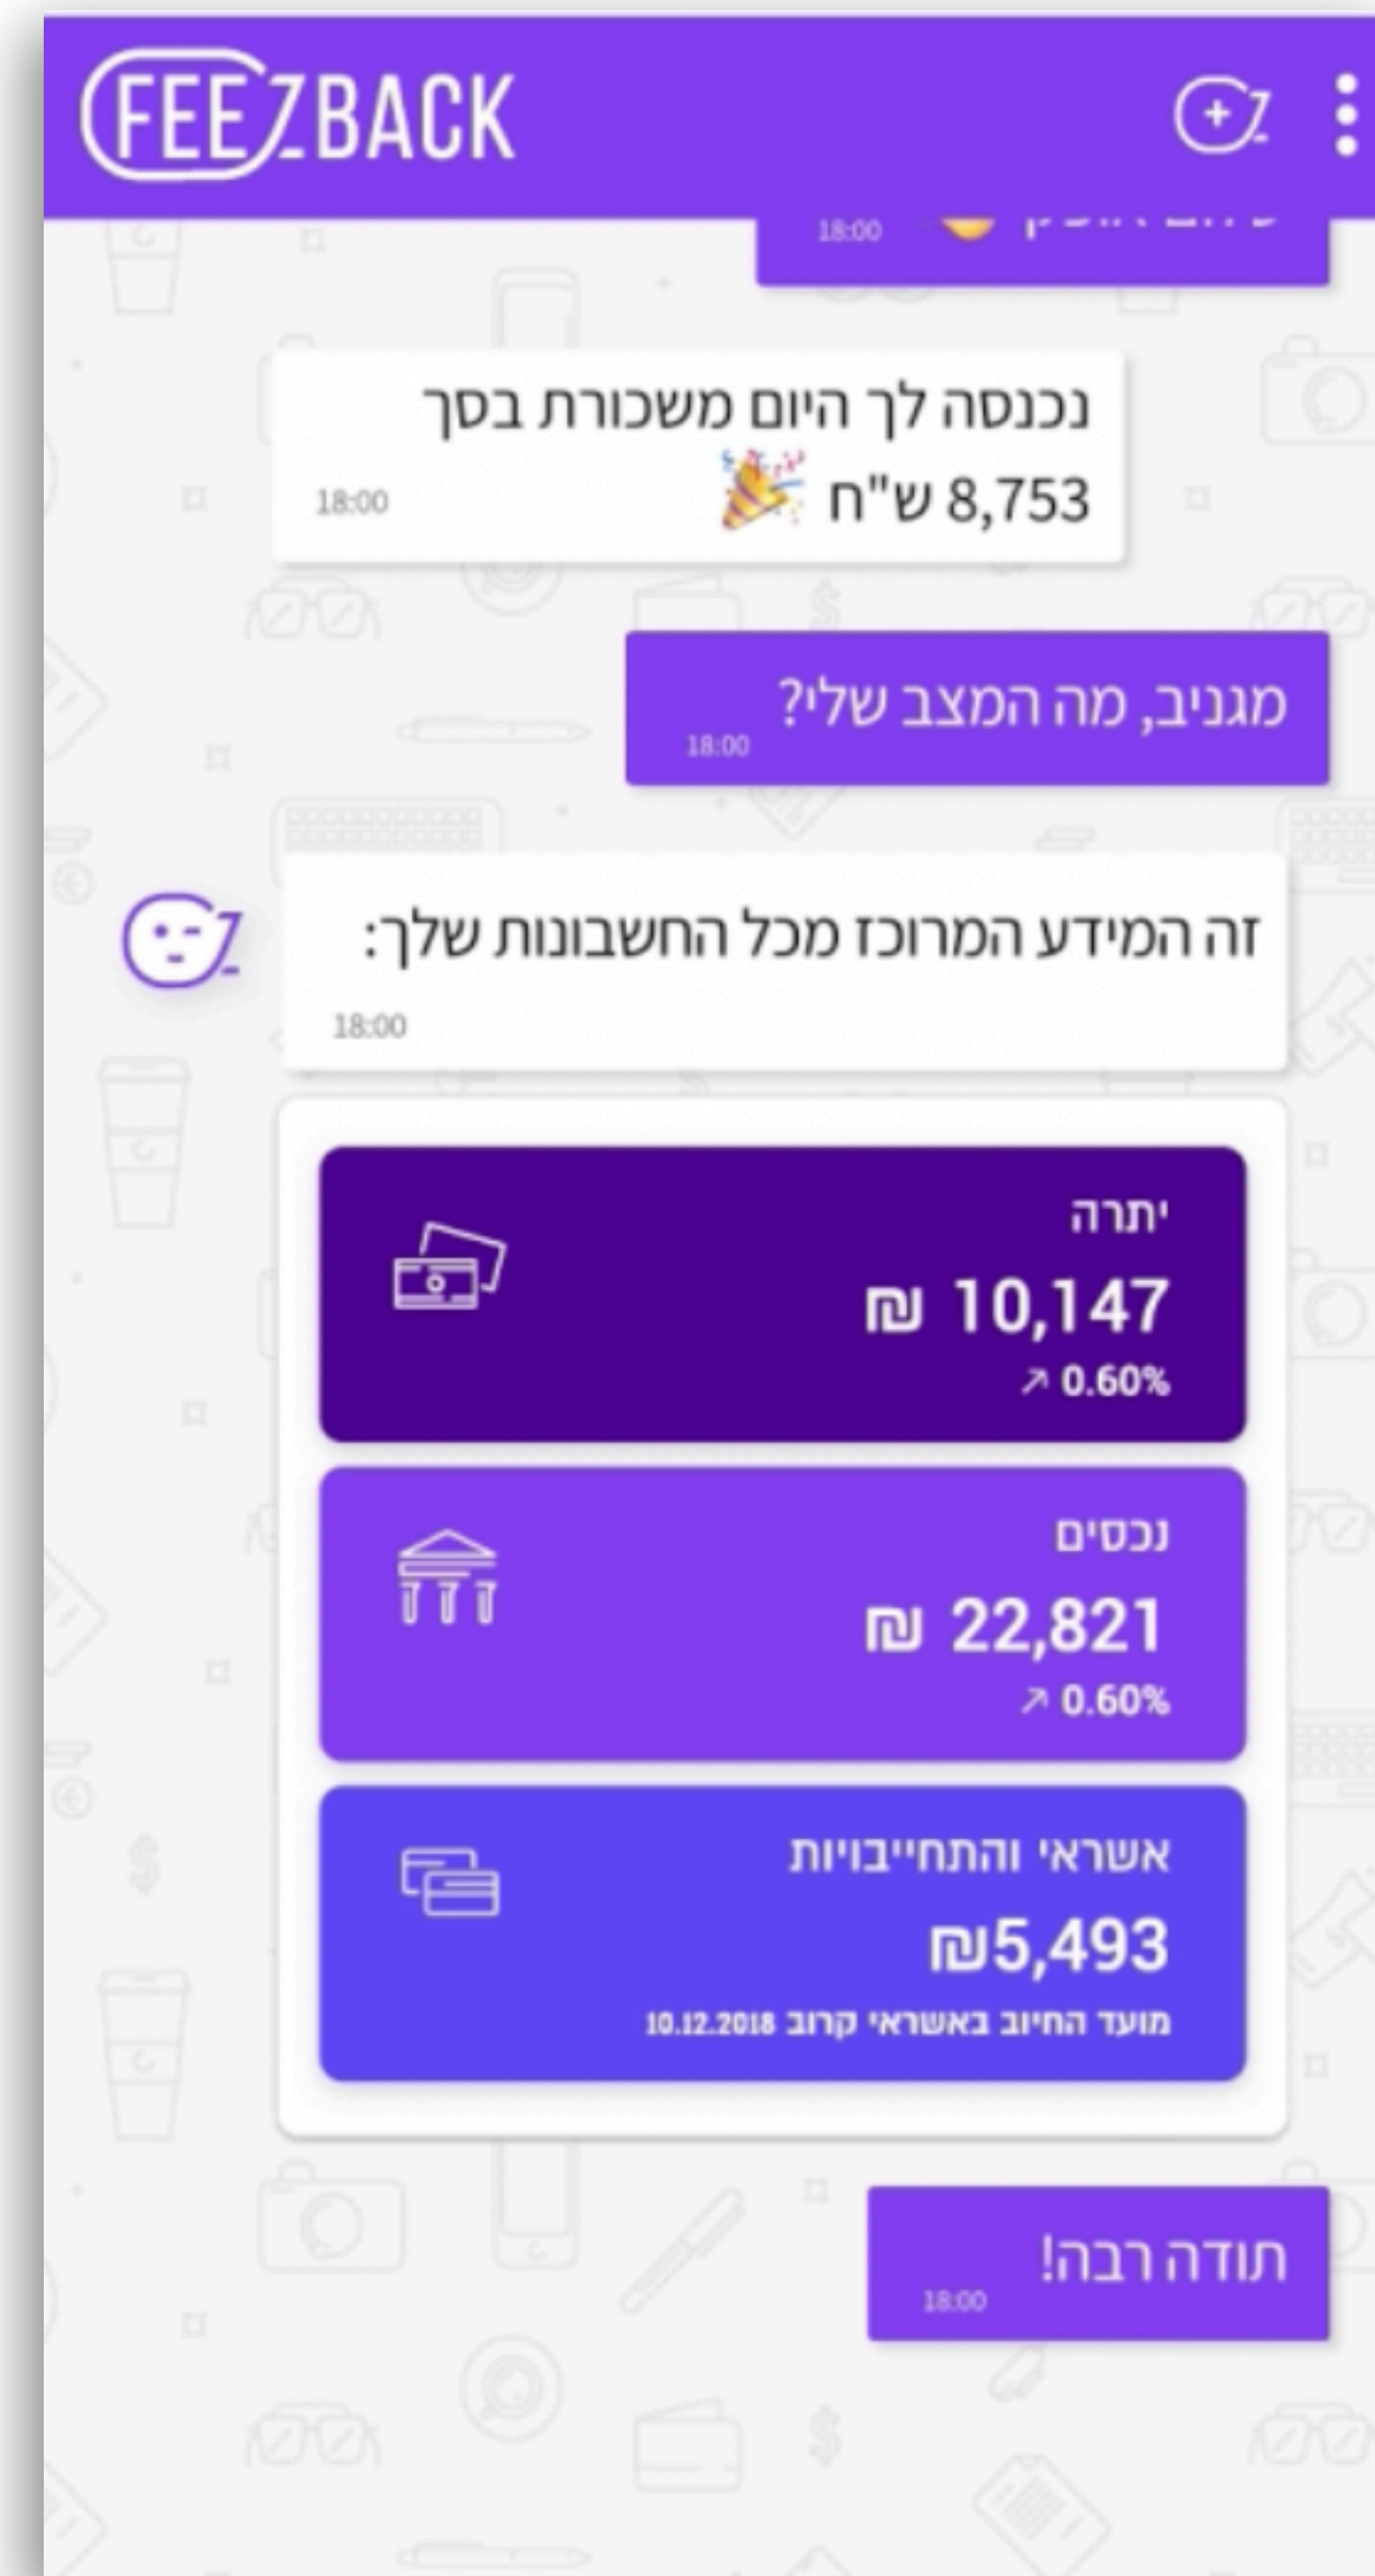 FEEZBACK
18:00
נכנסה לך היום משכורת בסך
8,753 ש"ח
18:00
מגניב, מה המצב שלי?
18:00
זה המידע המרוכז מכל החשבונות שלך:
18:00
יתרה
10,147 ₪
0.60% ↗
נכסים
22,821 ₪
0.60% ↗
אשראי והתחייבויות
₪5,493
מועד החיוב באשראי קרוב 10.12.2018
תודה רבה!
18:00